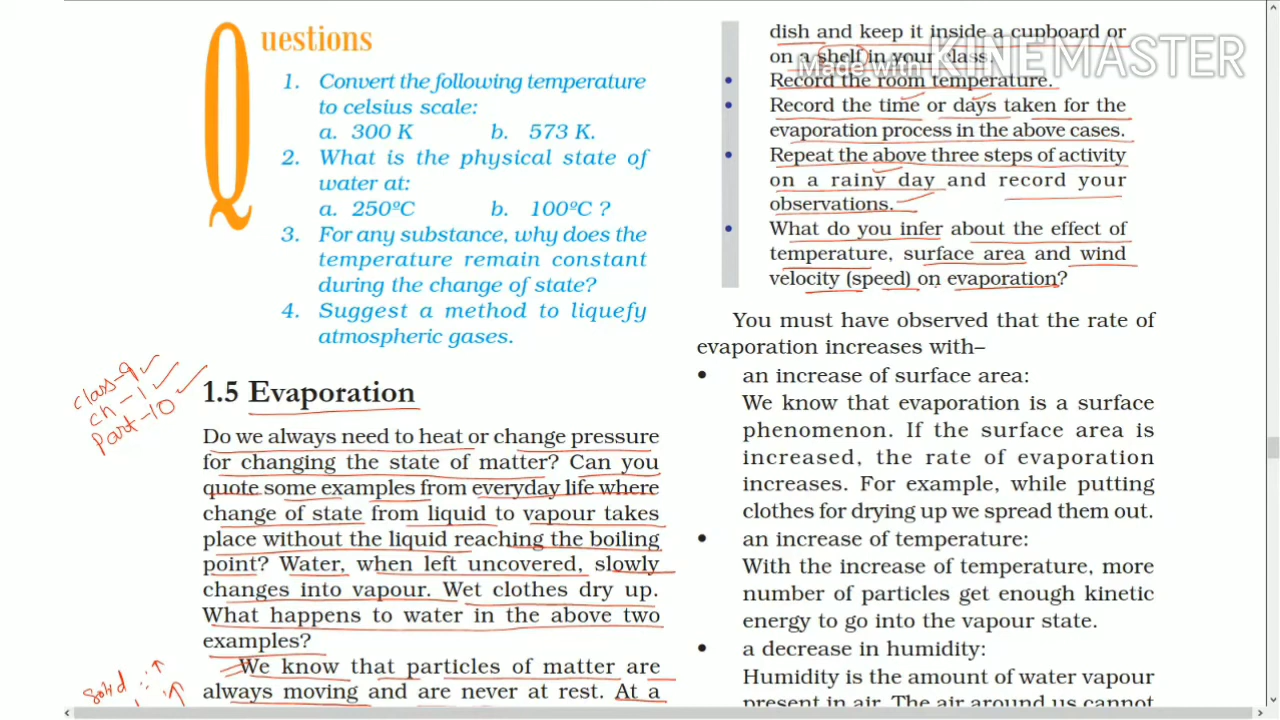 Questions
1. Convert the following temperature
to celsius scale:
a. 300 K b. 573 K.
2. What is the physical state of
water at:
a. 250ºC b. 100ºC ?
3. For any substance, why does the
temperature remain constant
during the change of state?
4. Suggest a method to liquefy
atmospheric gases.
class-9
ch-1
Part-10
1.5 Evaporation
Do we always need to heat or change pressure
for changing the state of matter? Can you
quote some examples from everyday life where
change of state from liquid to vapour takes
place without the liquid reaching the boiling
point? Water, when left uncovered, slowly
changes into vapour. Wet clothes dry up.
What happens to water in the above two
examples?
We know that particles of matter are
always moving and are never at rest. At a
Solid
dish and keep it inside a cupboard or
on a shelf in your class.
Made with KINEMASTER
• Record the room temperature.
• Record the time or days taken for the
evaporation process in the above cases.
• Repeat the above three steps of activity
on a rainy day and record your
observations.
• What do you infer about the effect of
temperature, surface area and wind
velocity (speed) on evaporation?
You must have observed that the rate of
evaporation increases with–
• an increase of surface area:
We know that evaporation is a surface
phenomenon. If the surface area is
increased, the rate of evaporation
increases. For example, while putting
clothes for drying up we spread them out.
• an increase of temperature:
With the increase of temperature, more
number of particles get enough kinetic
energy to go into the vapour state.
• a decrease in humidity:
Humidity is the amount of water vapour
present in air. The air around us cannot